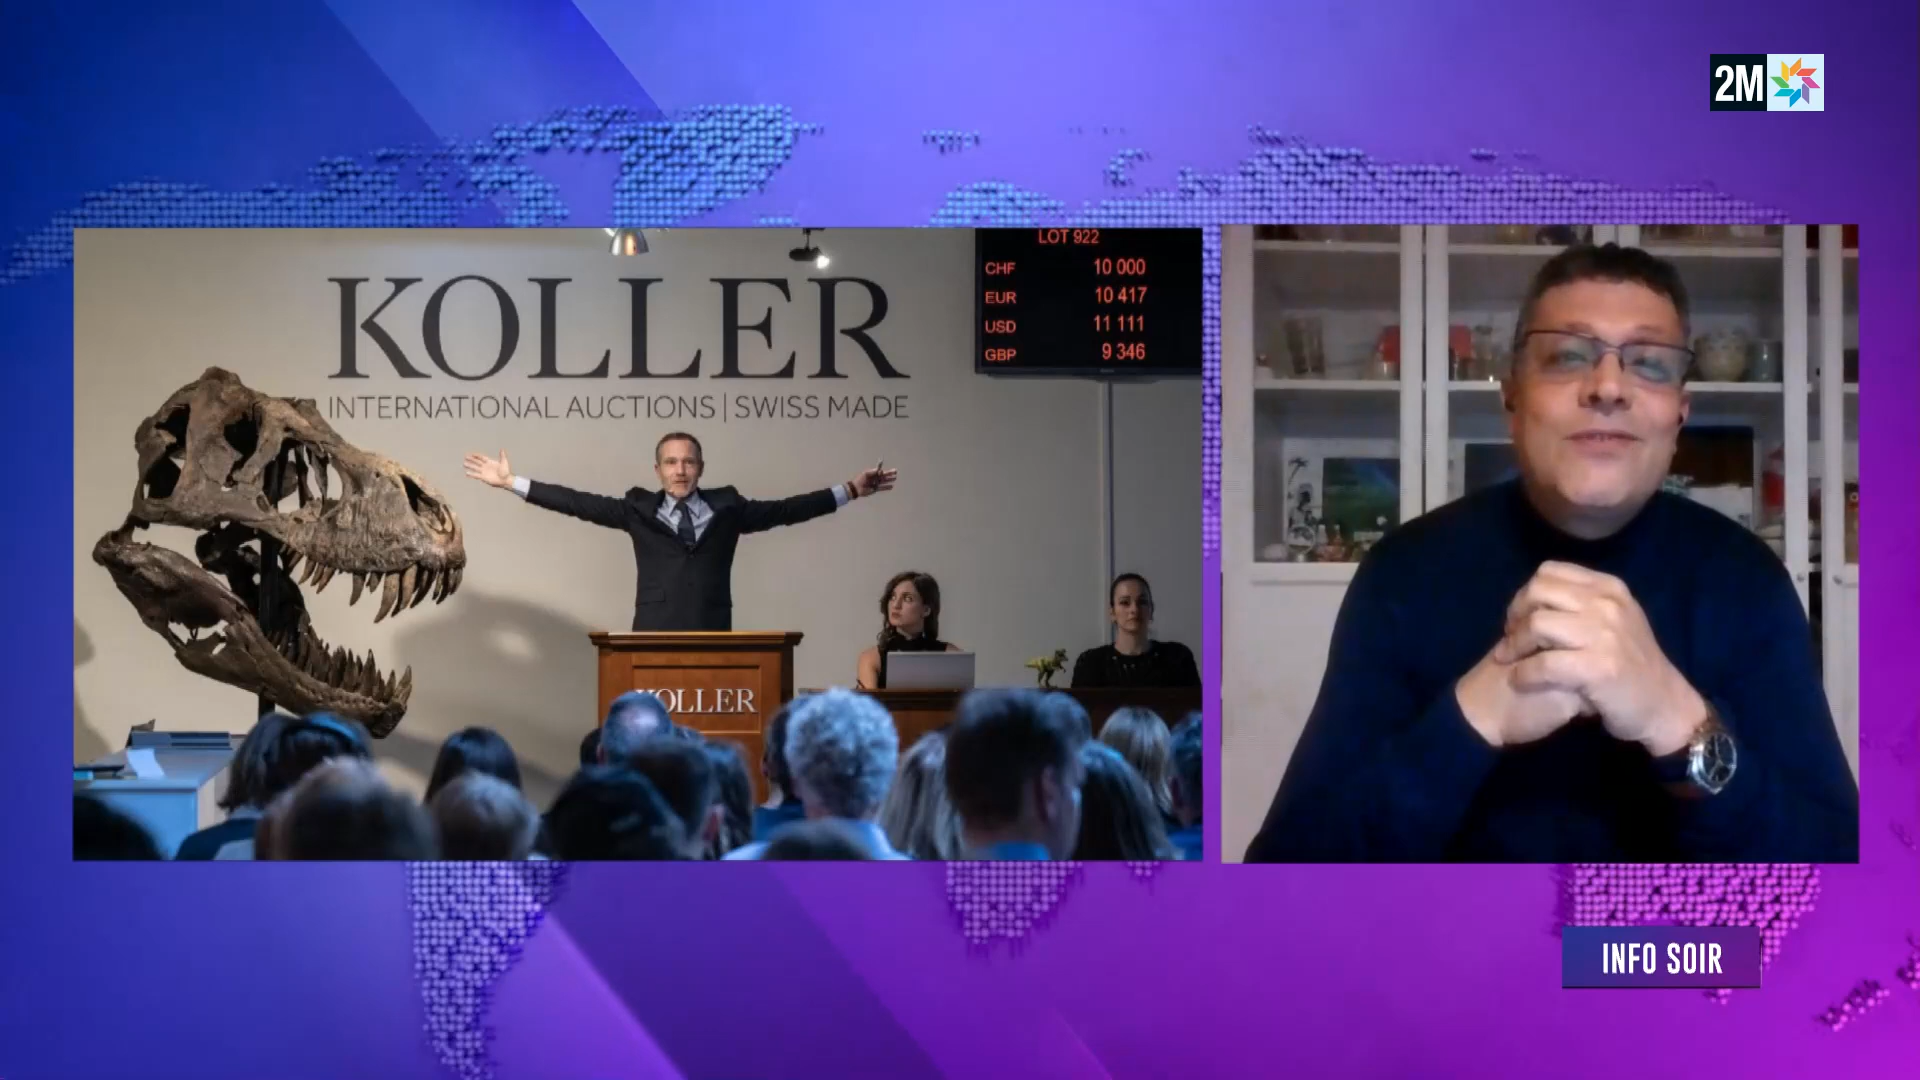 2M
KOLLER
INTERNATIONAL AUCTIONS | SWISS MADE
LOT 922
CHF 10 000
EUR 10 417
USD 11 111
GBP 9 346
KOLLER
INFO SOIR